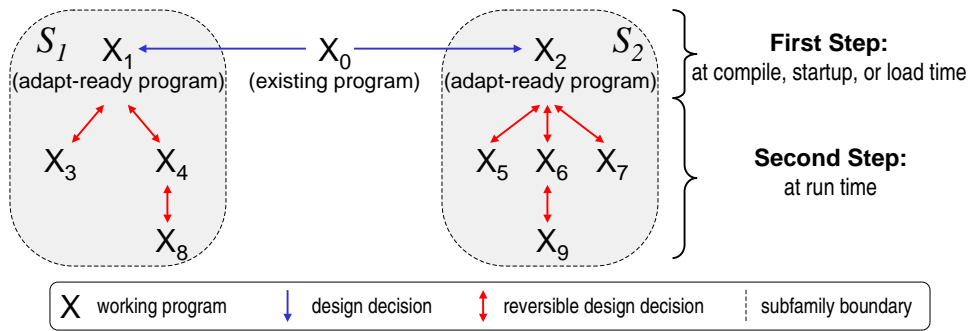 S1 X1 X0 X2 S2
(adapt-ready program) (existing program) (adapt-ready program)
First Step:
at compile, startup, or load time
X3 X4 X5 X6 X7
Second Step:
at run time
X8 X9
X working program design decision reversible design decision subfamily boundary